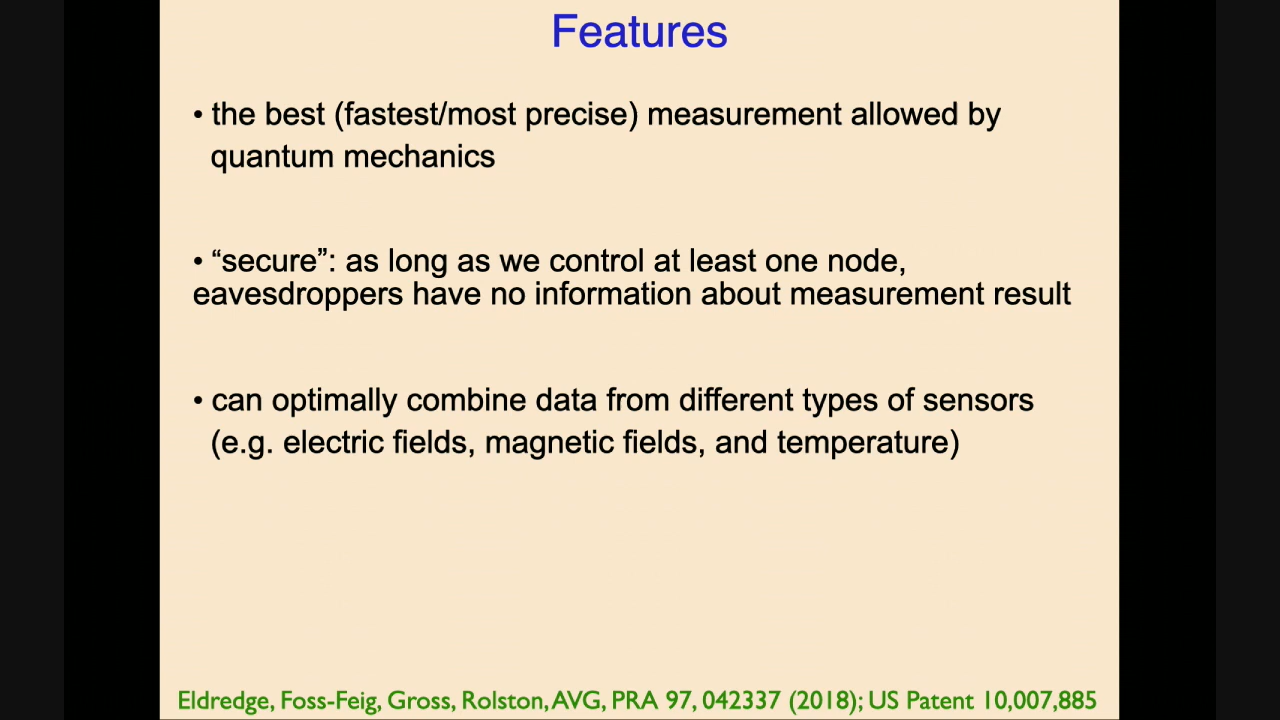 Features
• the best (fastest/most precise) measurement allowed by
quantum mechanics
• “secure”: as long as we control at least one node,
eavesdroppers have no information about measurement result
• can optimally combine data from different types of sensors
(e.g. electric fields, magnetic fields, and temperature)
Eldredge, Foss-Feig, Gross, Rolston, AVG, PRA 97, 042337 (2018); US Patent 10,007,885